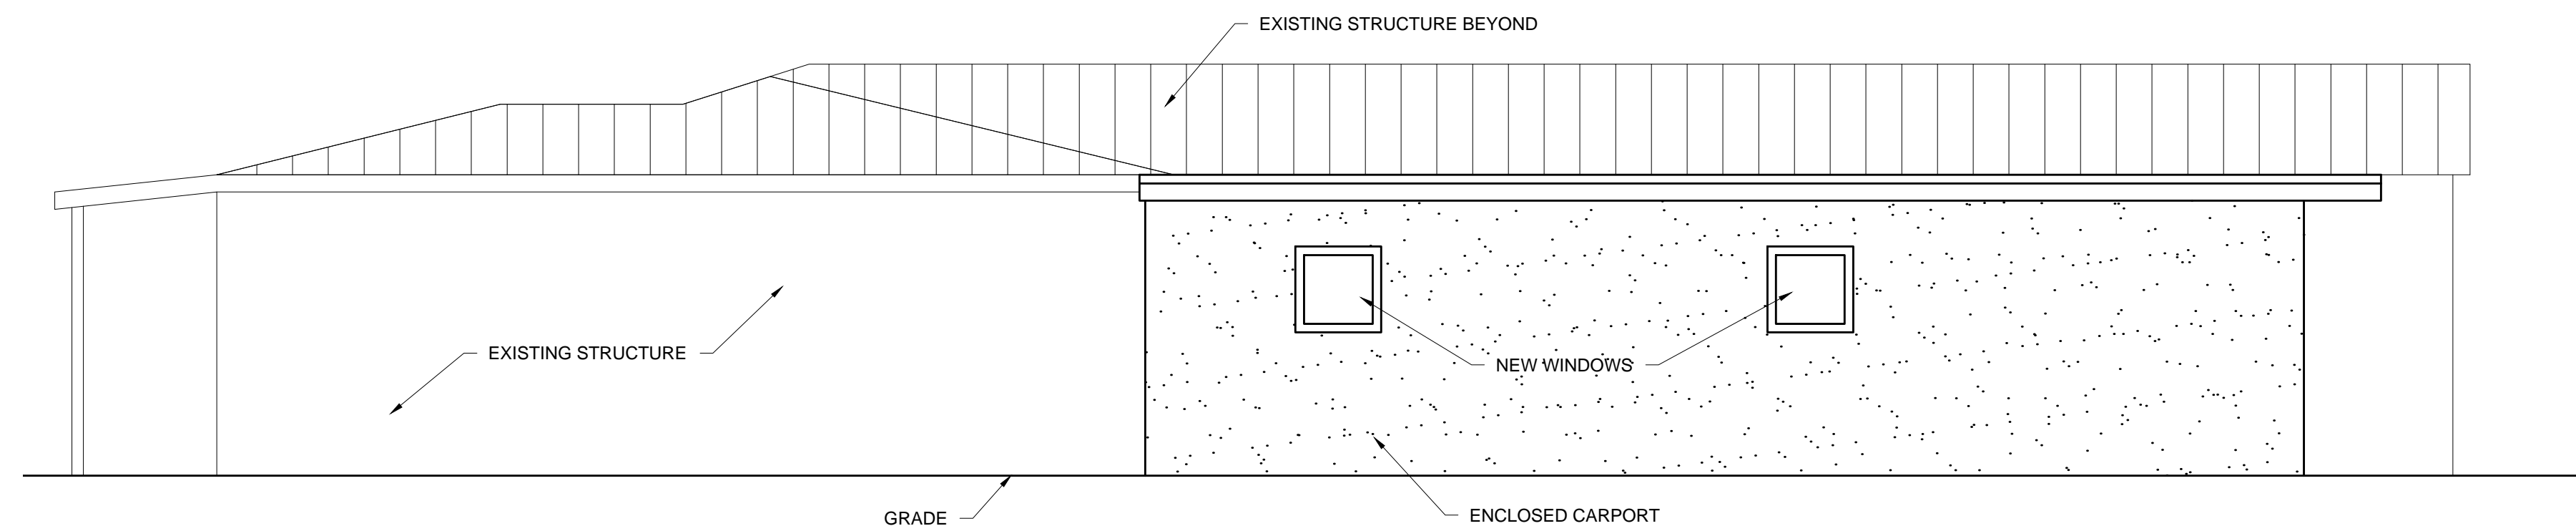 EXISTING STRUCTURE BEYOND
EXISTING STRUCTURE
NEW WINDOWS
GRADE
ENCLOSED CARPORT